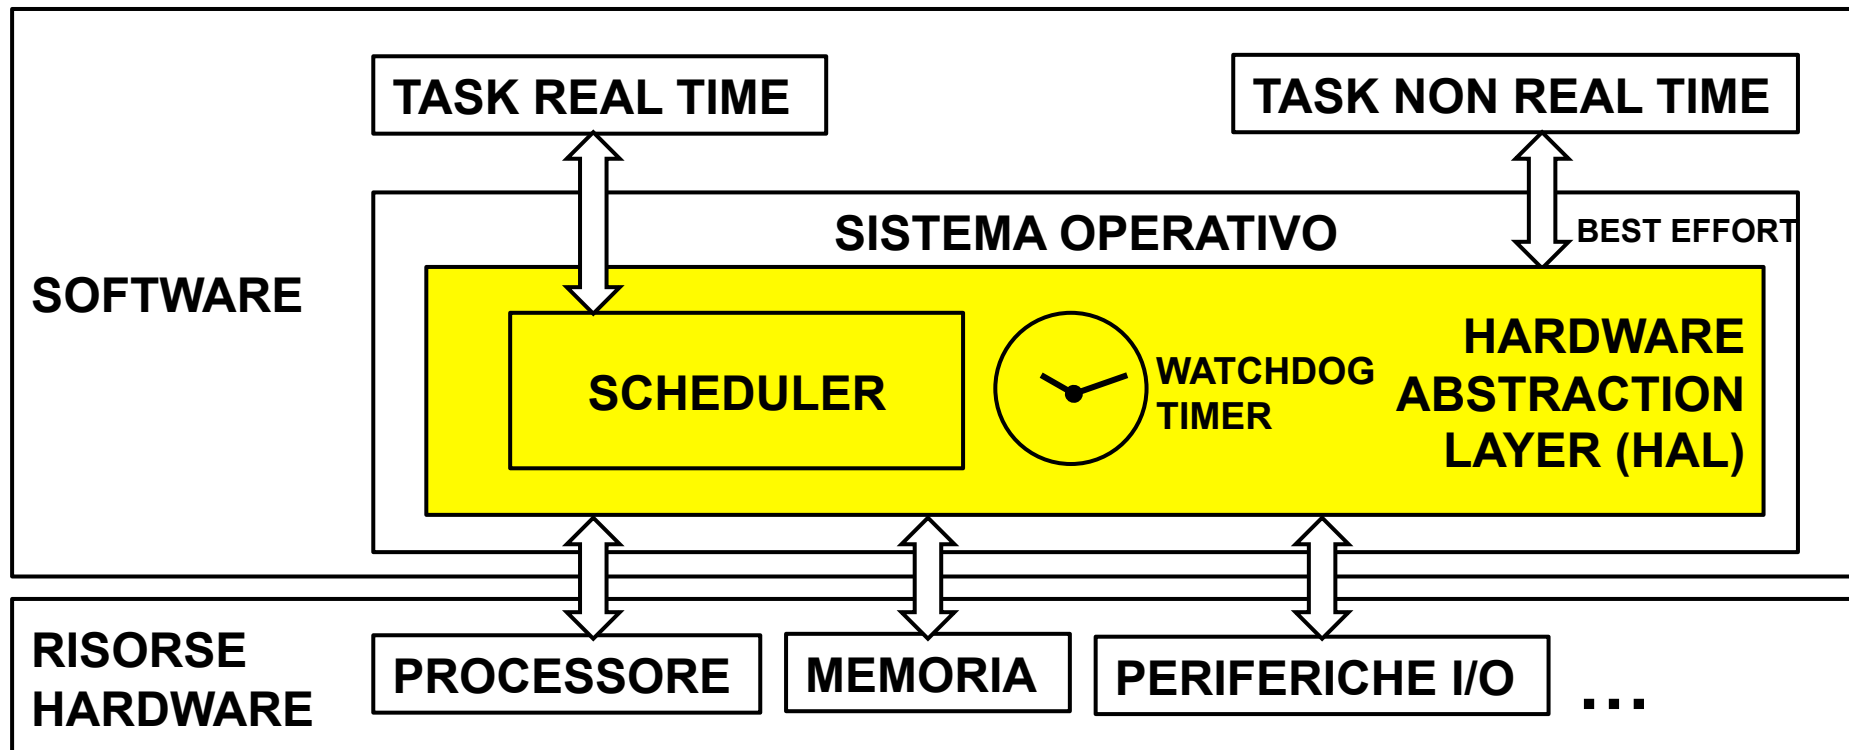 TASK REAL TIME
TASK NON REAL TIME
SISTEMA OPERATIVO
BEST EFFORT
SOFTWARE
SCHEDULER
WATCHDOG
TIMER
HARDWARE
ABSTRACTION
LAYER (HAL)
RISORSE
HARDWARE
PROCESSORE
MEMORIA
PERIFERICHE I/O
...